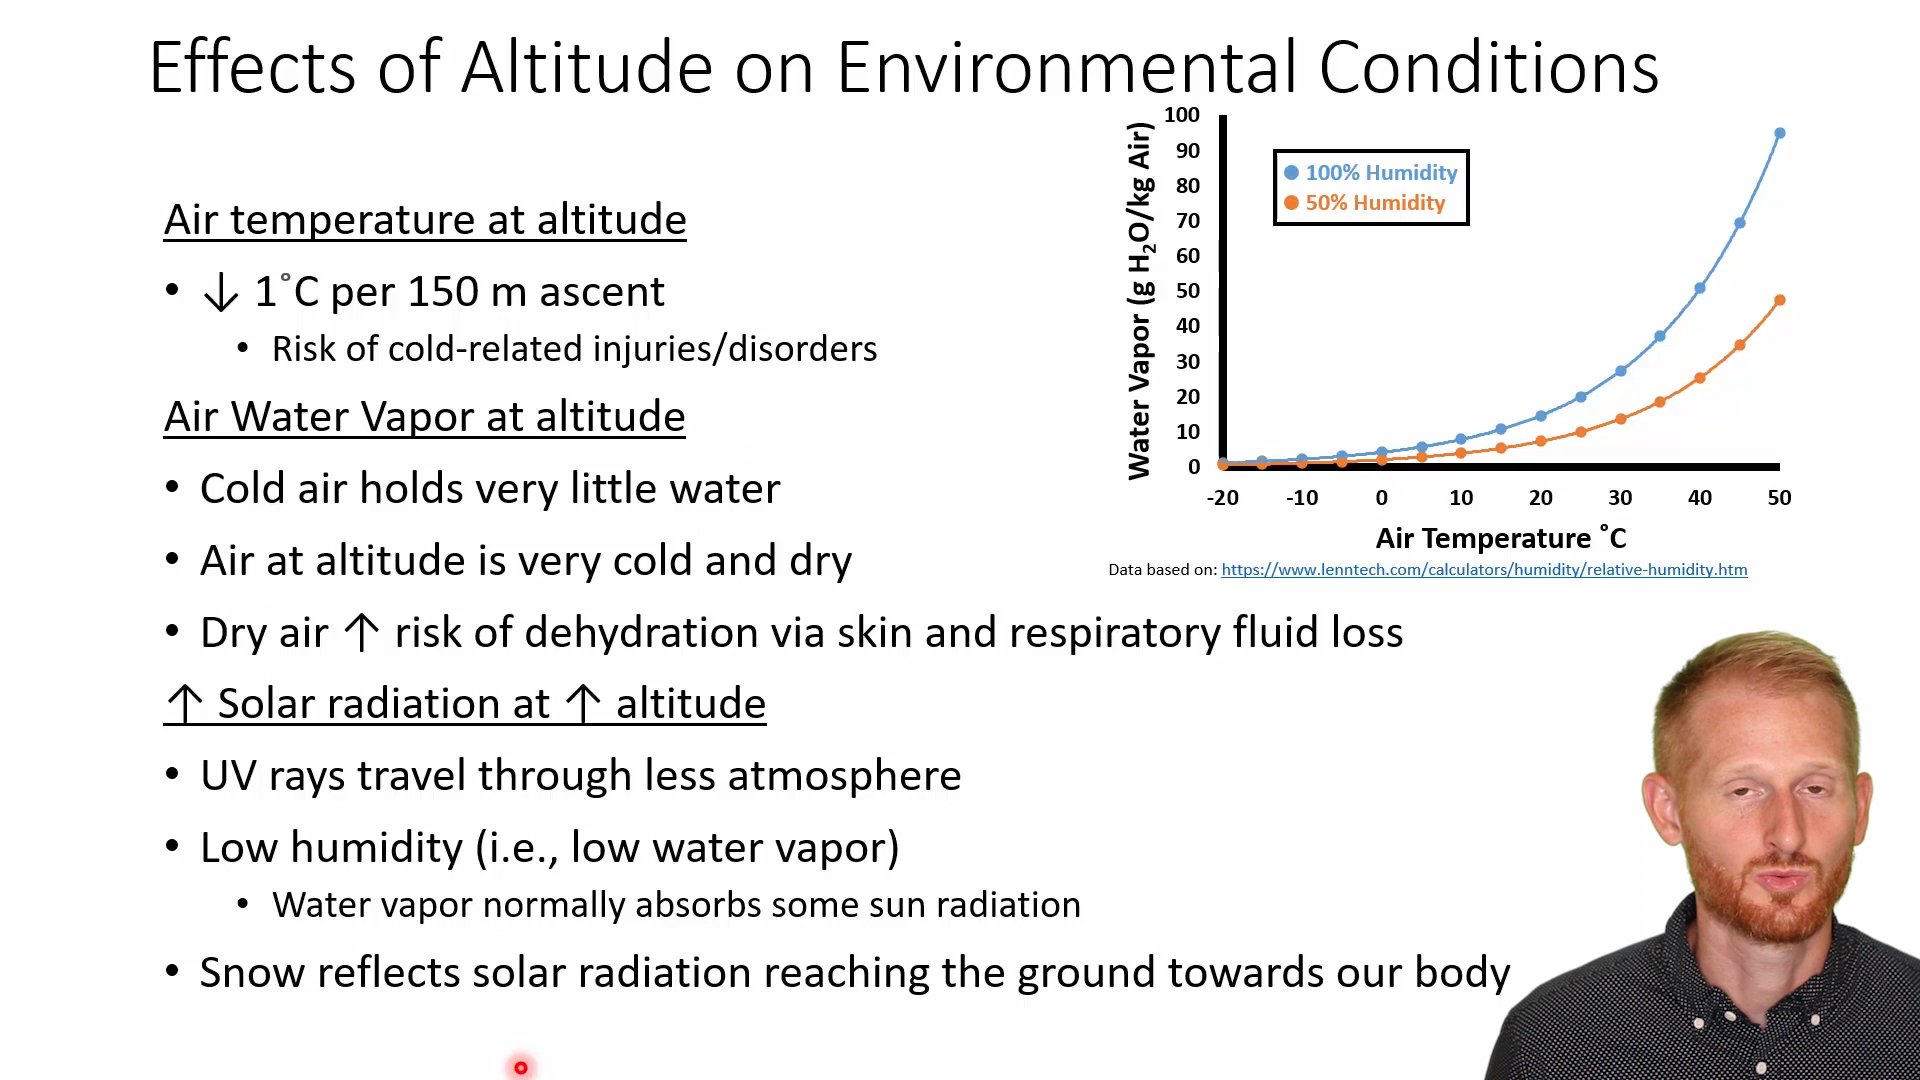 Effects of Altitude on Environmental Conditions
Air temperature at altitude
• ↓ 1˚C per 150 m ascent
• Risk of cold-related injuries/disorders
Air Water Vapor at altitude
• Cold air holds very little water
• Air at altitude is very cold and dry
• Dry air ↑ risk of dehydration via skin and respiratory fluid loss
↑ Solar radiation at ↑ altitude
• UV rays travel through less atmosphere
• Low humidity (i.e., low water vapor)
• Water vapor normally absorbs some sun radiation
• Snow reflects solar radiation reaching the ground towards our body
Water Vapor (g H₂O/kg Air)
100
90
80
70
60
50
40
30
20
10
0
100% Humidity
50% Humidity
-20 -10 0 10 20 30 40 50
Air Temperature ˚C
Data based on: https://www.lenntech.com/calculators/humidity/relative-humidity.htm